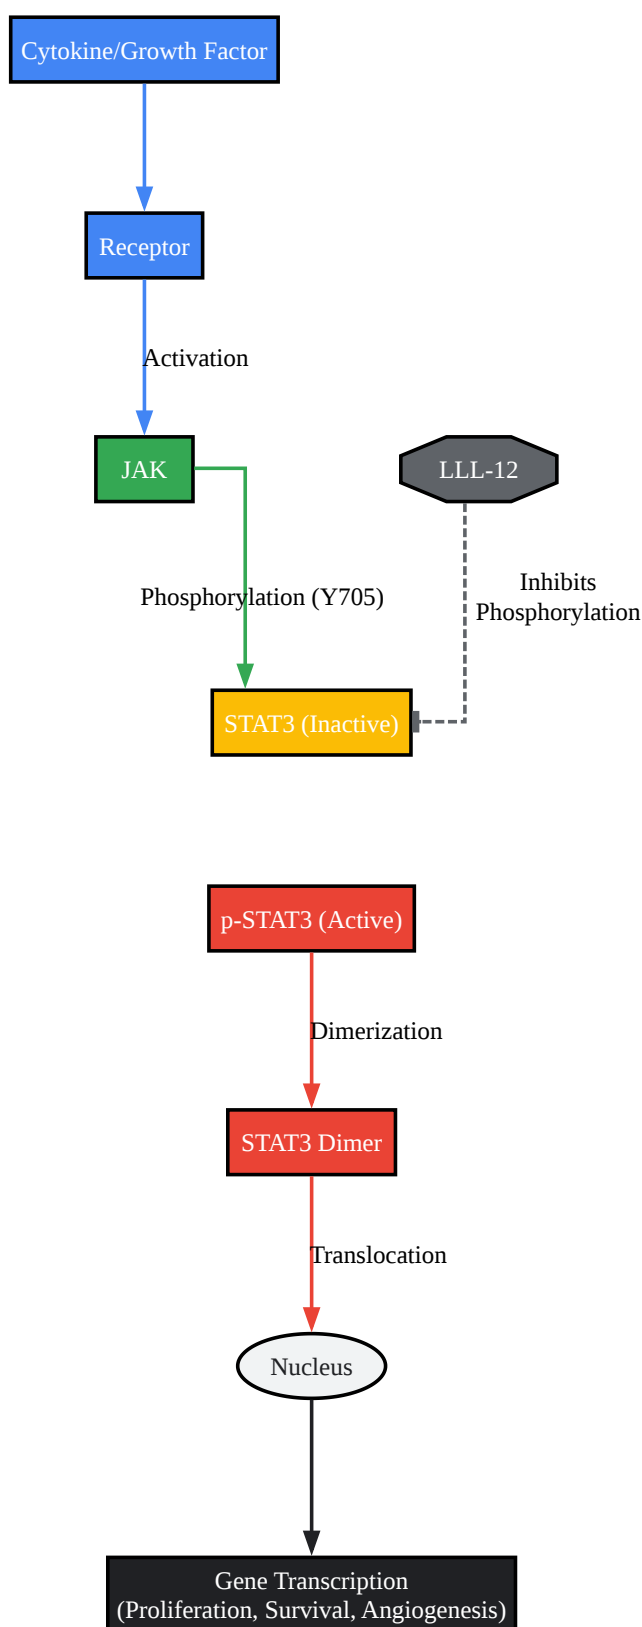 Cytokine/Growth Factor
Receptor
Activation
JAK
LLL-12
Inhibits
Phosphorylation
Phosphorylation (Y705)
STAT3 (Inactive)
p-STAT3 (Active)
Dimerization
STAT3 Dimer
Translocation
Nucleus
Gene Transcription
(Proliferation, Survival, Angiogenesis)